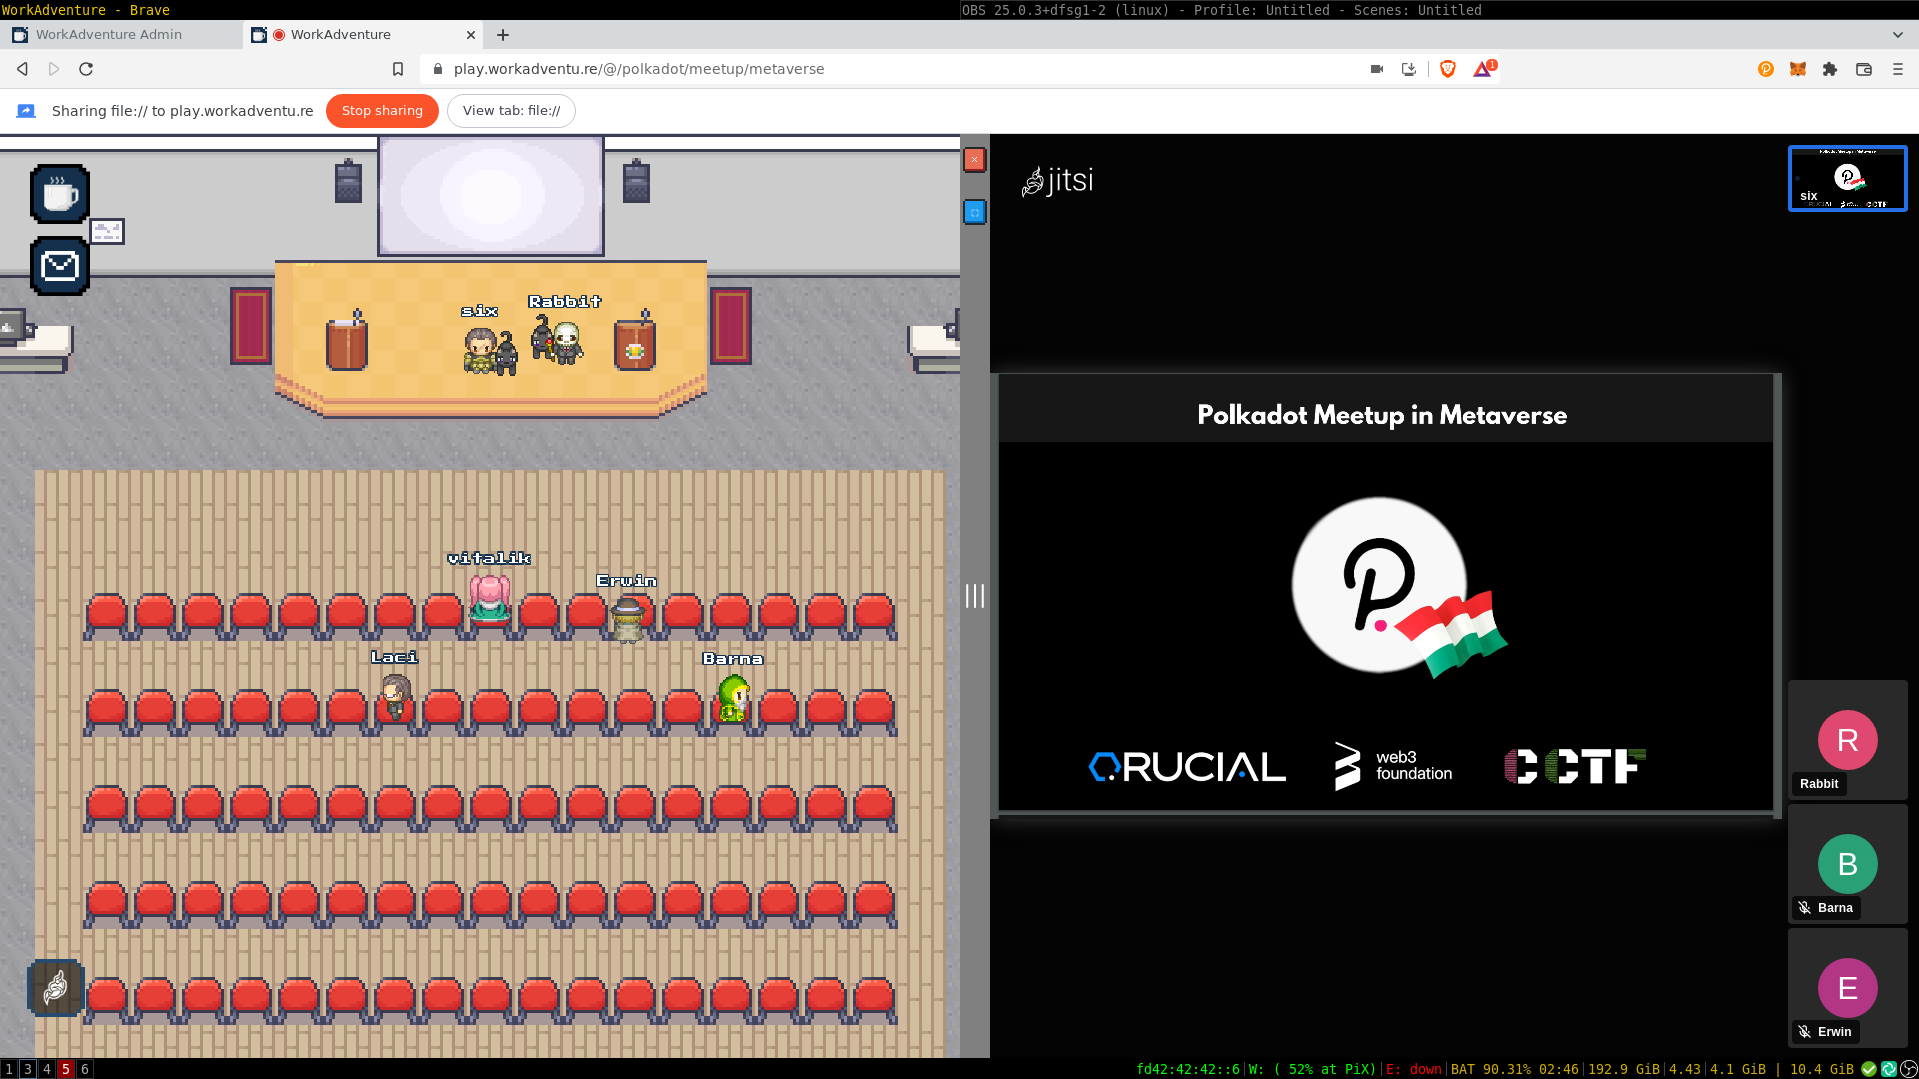 WorkAdventure - Brave
OBS 25.0.3+dfsg1-2 (linux) - Profile: Untitled - Scenes: Untitled
WorkAdventure Admin
WorkAdventure
play.workadventu.re/@/polkadot/meetup/metaverse
1
Sharing file:// to play.workadventu.re
Stop sharing
View tab: file://
jitsi
six
six
Rabbit
Polkadot Meetup in Metaverse
vitalik
Erwin
Laci
Barna
CRUCIAL
web3
foundation
CCTF
R
Rabbit
B
Barna
E
Erwin
1 3 4 5 6
fd42:42:42::6 | W: ( 52% at PiX) | E: down | BAT 90.31% 02:46 | 192.9 GiB | 4.43 | 4.1 GiB | 10.4 GiB